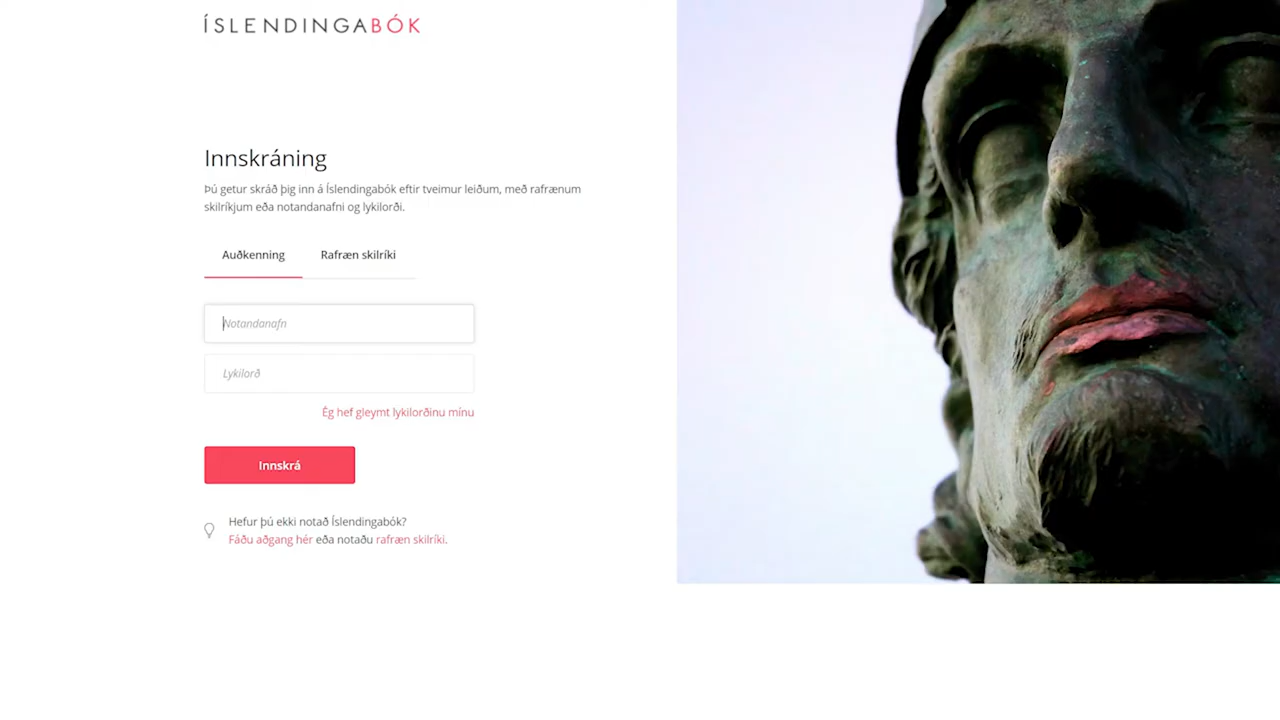 ÍSLENDINGABÓK
Innskráning
Þú getur skráð þig inn á Íslendingabók eftir tveimur leiðum, með rafrænum
skilríkjum eða notandanafni og lykilorði.
Auðkenning Rafræn skilríki
Notandanafn
Lykilorð
Ég hef gleymt lykilorðinu mínu
Innskrá
Hefur þú ekki notað Íslendingabók?
Fáðu aðgang hér eða notaðu rafræn skilríki.